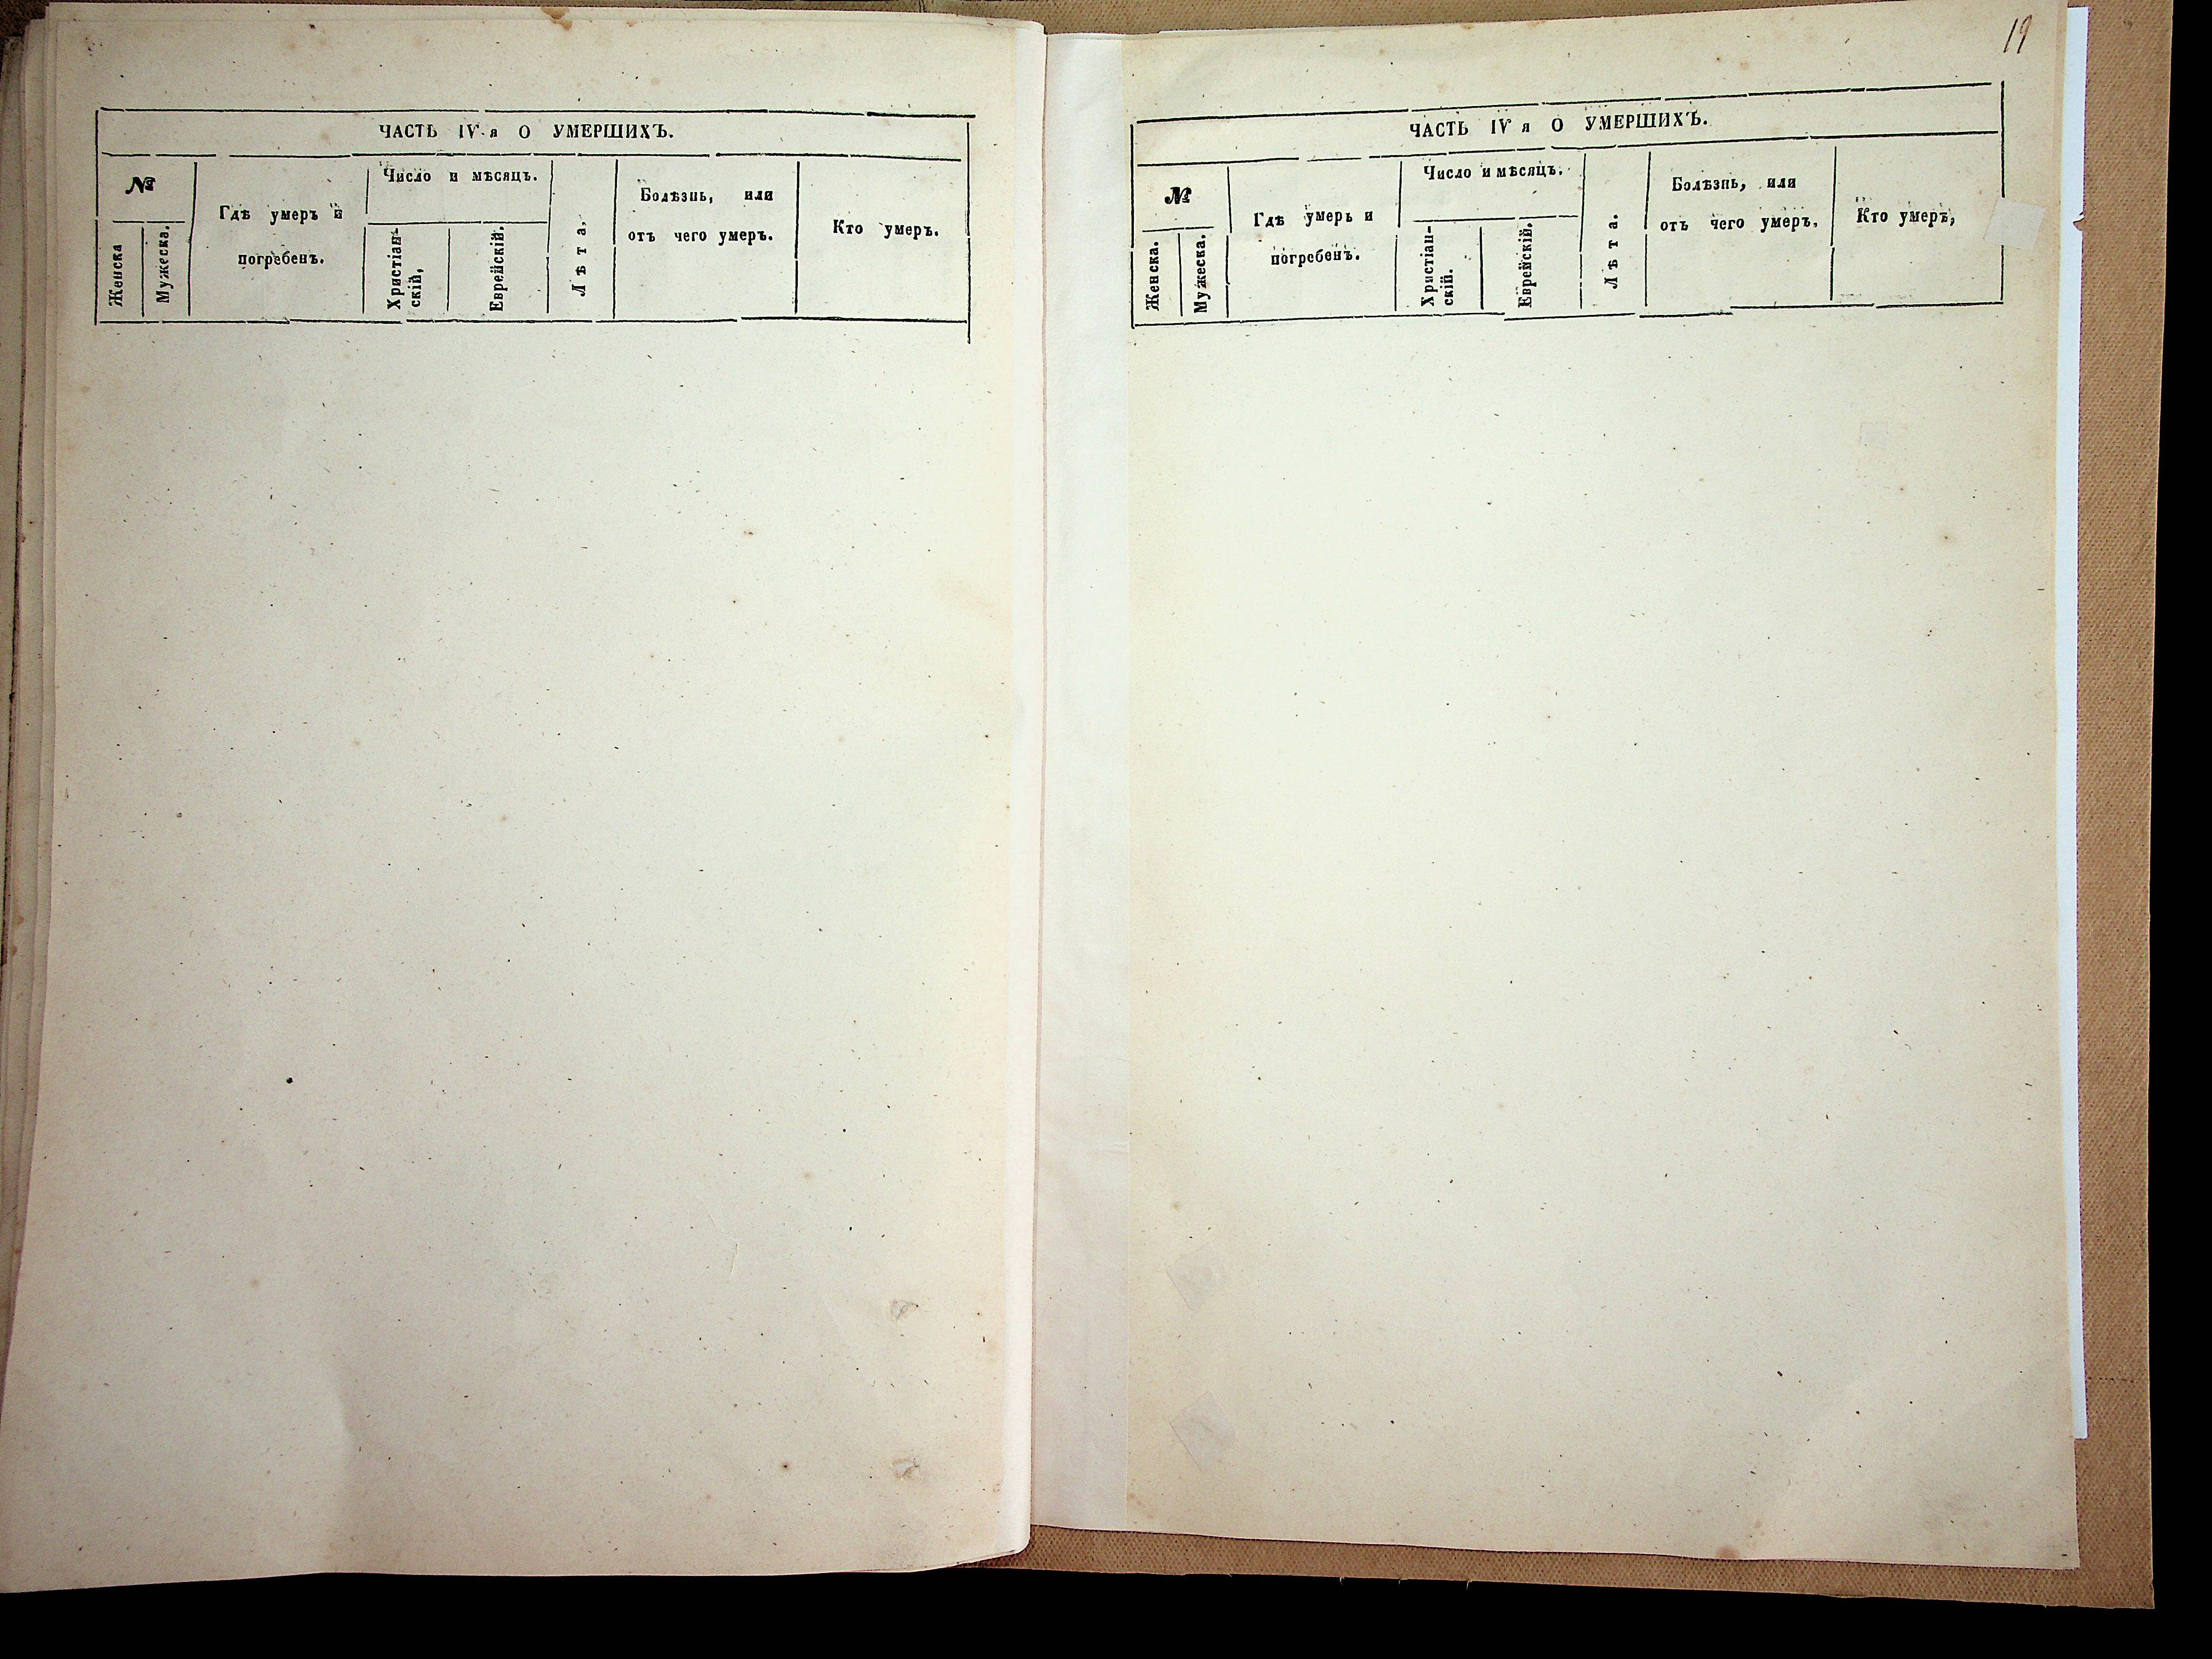 ЧАСТЬ IV-я О УМЕРШИХЪ.
№
Женска
Мужеска.
Гдѣ умеръ и
погребенъ.
Число и мѣсяцъ.
Христіан-
скій,
Еврейскій.
Лѣта.
Болѣзнь, или
отъ чего умеръ.
Кто умеръ.
19
ЧАСТЬ IV я О УМЕРШИХЪ.
№
Женска.
Мужеска.
Гдѣ умеръ и
погребенъ.
Число и мѣсяцъ.
Христіан-
скій.
Еврейскій.
Лѣта.
Болѣзнь, или
отъ чего умеръ.
Кто умеръ,